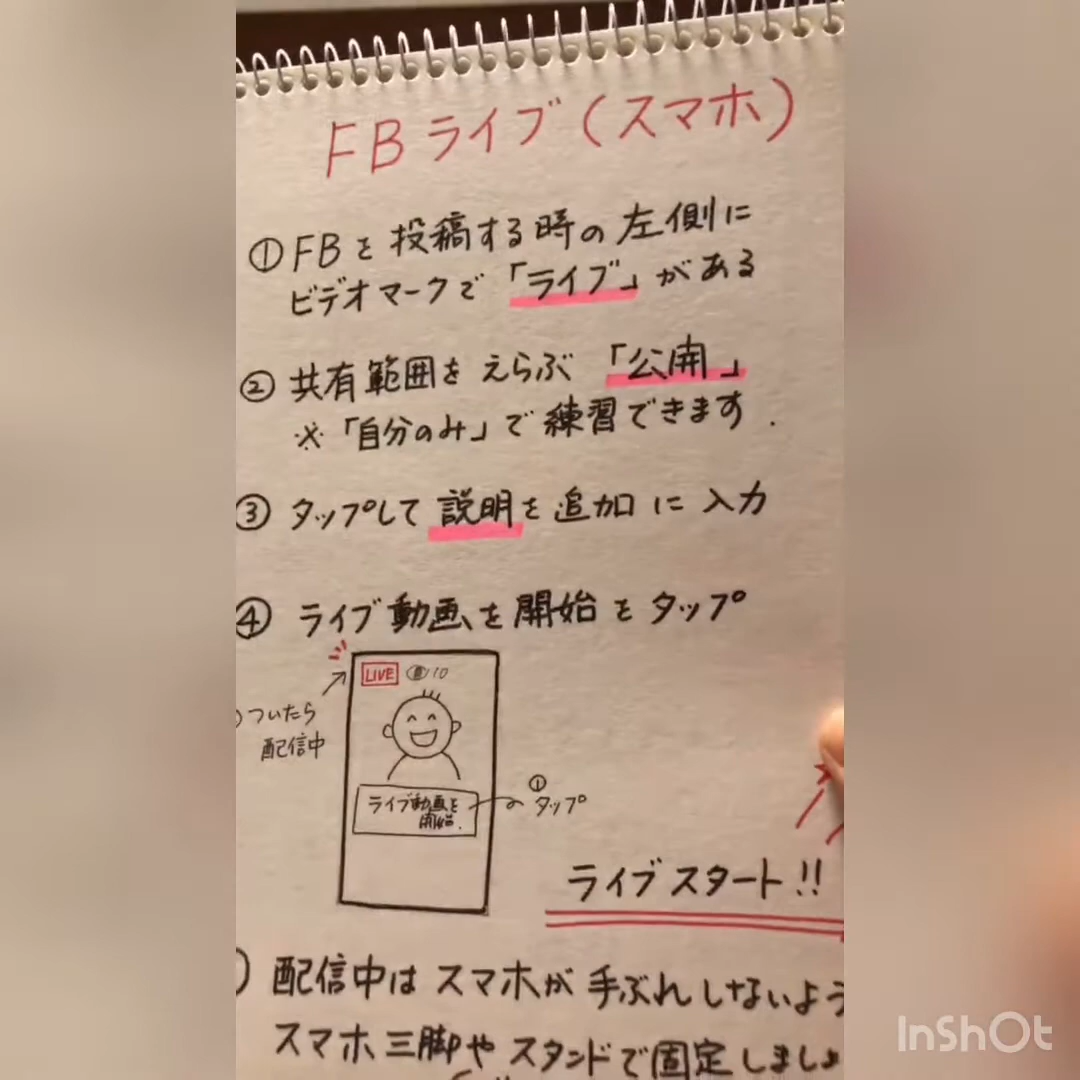 FBライブ(スマホ)
①FBを投稿する時の左側に
ビデオマークで「ライブ」がある
②共有範囲をえらぶ「公開」
※「自分のみ」で練習できます.
③タップして説明を追加に入力
④ライブ動画を開始をタップ
LIVE 10
ついたら
配信中
ライブ動画を
開始.
①
タップ
ライブスタート!!
配信中はスマホが手ぶれしないよう
スマホ三脚やスタンドで固定しましょ
InShOt